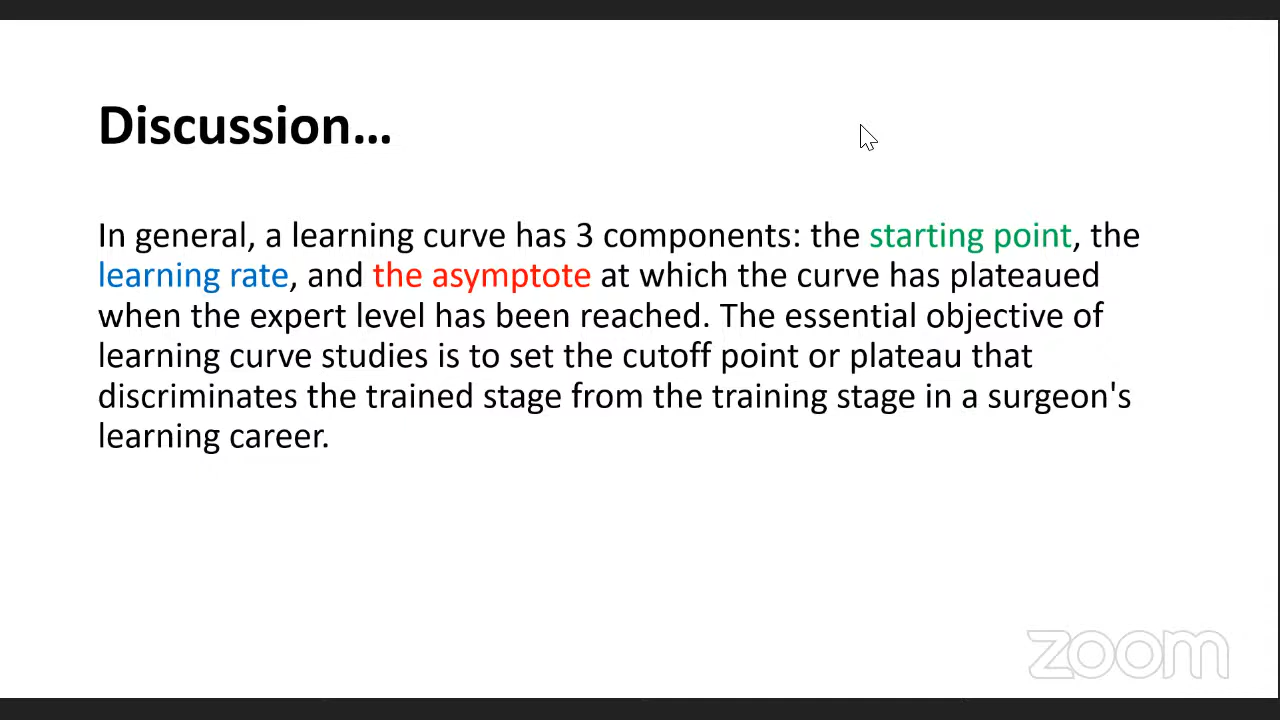 Discussion...
In general, a learning curve has 3 components: the starting point, the
learning rate, and the asymptote at which the curve has plateaued
when the expert level has been reached. The essential objective of
learning curve studies is to set the cutoff point or plateau that
discriminates the trained stage from the training stage in a surgeon's
learning career.
zoom